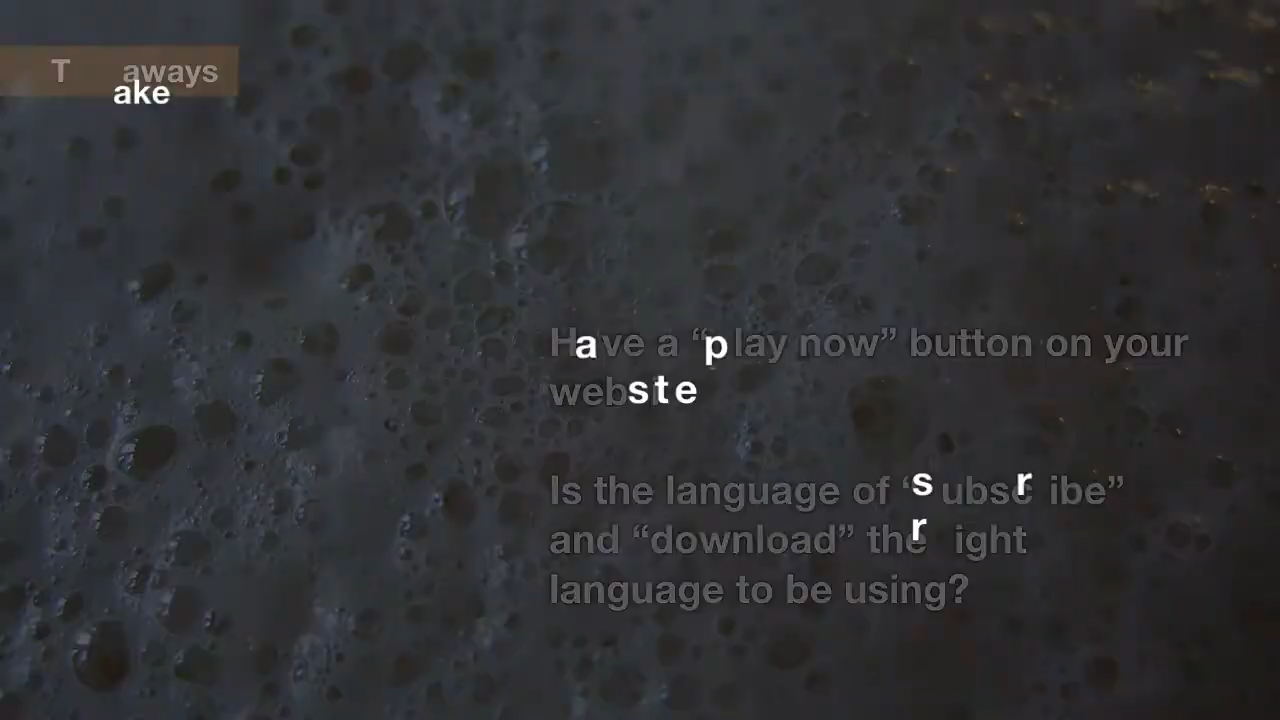 Takeaways
Have a “play now” button on your
website
Is the language of “subscribe”
and “download” the right
language to be using?